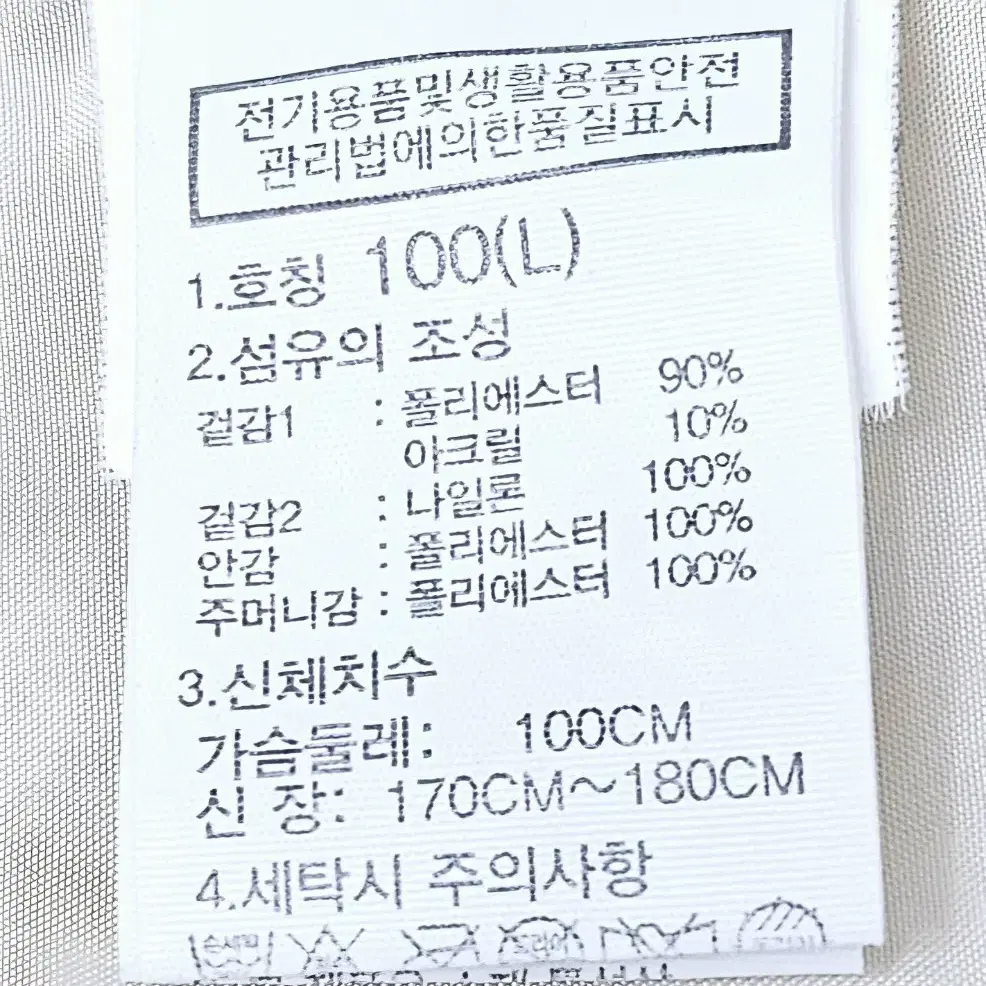 전기용품및생활용품안전
관리법에의한품질표시
1.호칭 100(L)
2.섬유의 조성
겉감1 : 폴리에스터 90%
아크릴 10%
겉감2 : 나일론 100%
안감 : 폴리에스터 100%
주머니감 : 폴리에스터 100%
3.신체치수
가슴둘레: 100CM
신 장: 170CM~180CM
4.세탁시 주의사항